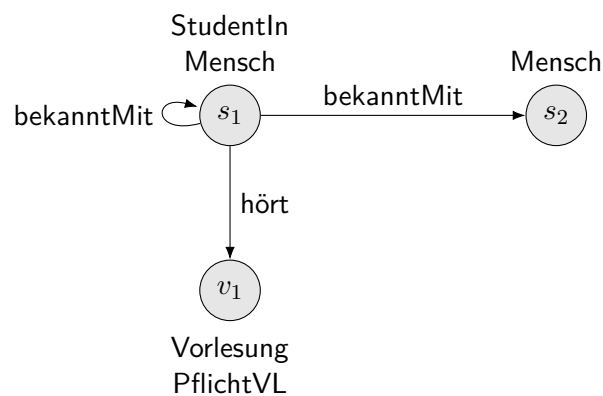 StudentIn
Mensch
Mensch
bekanntMit
bekanntMit
s₁
s₂
hört
v₁
Vorlesung
PflichtVL